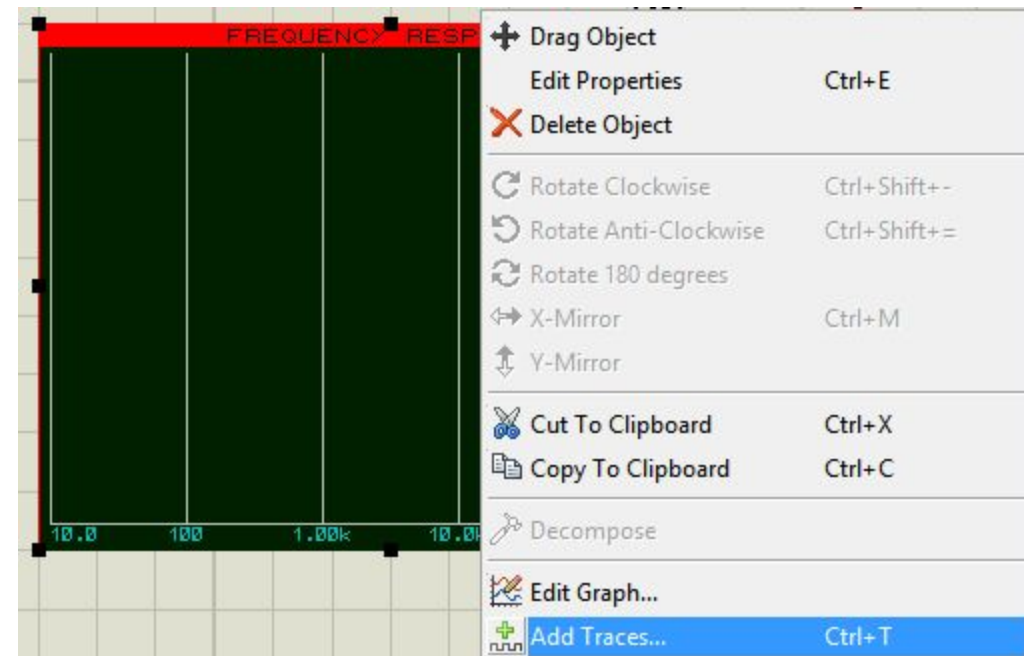 FREQUENCY RESP
Drag Object
Edit Properties Ctrl+E
Delete Object
Rotate Clockwise Ctrl+Shift+-
Rotate Anti-Clockwise Ctrl+Shift+=
Rotate 180 degrees
X-Mirror Ctrl+M
Y-Mirror
Cut To Clipboard Ctrl+X
Copy To Clipboard Ctrl+C
10.0 100 1.00k 10.0
Decompose
Edit Graph...
Add Traces... Ctrl+T